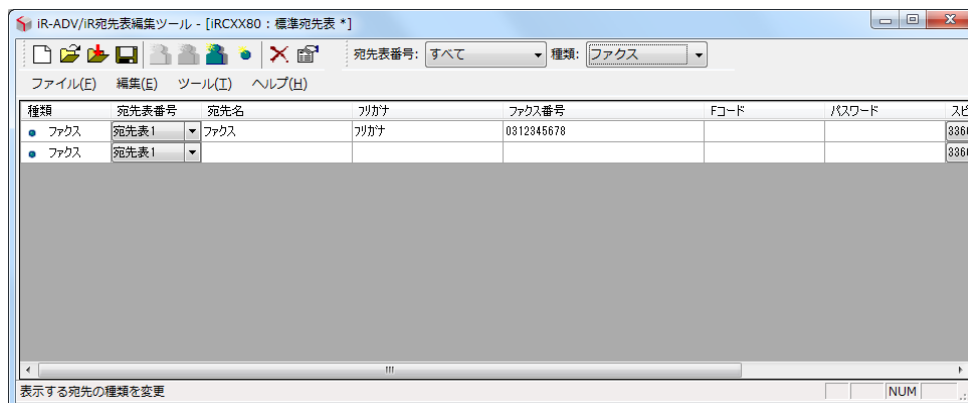 iR-ADV/iR宛先表編集ツール - [iRCXX80 : 標準宛先表 *]
宛先表番号: すべて 種類: ファクス
ファイル(F) 編集(E) ツール(T) ヘルプ(H)
種類 宛先表番号 宛先名 フリガナ ファクス番号 Fコード パスワード スピ
ファクス 宛先表1 ファクス フリガナ 0312345678 3360
ファクス 宛先表1 3360
表示する宛先の種類を変更 NUM